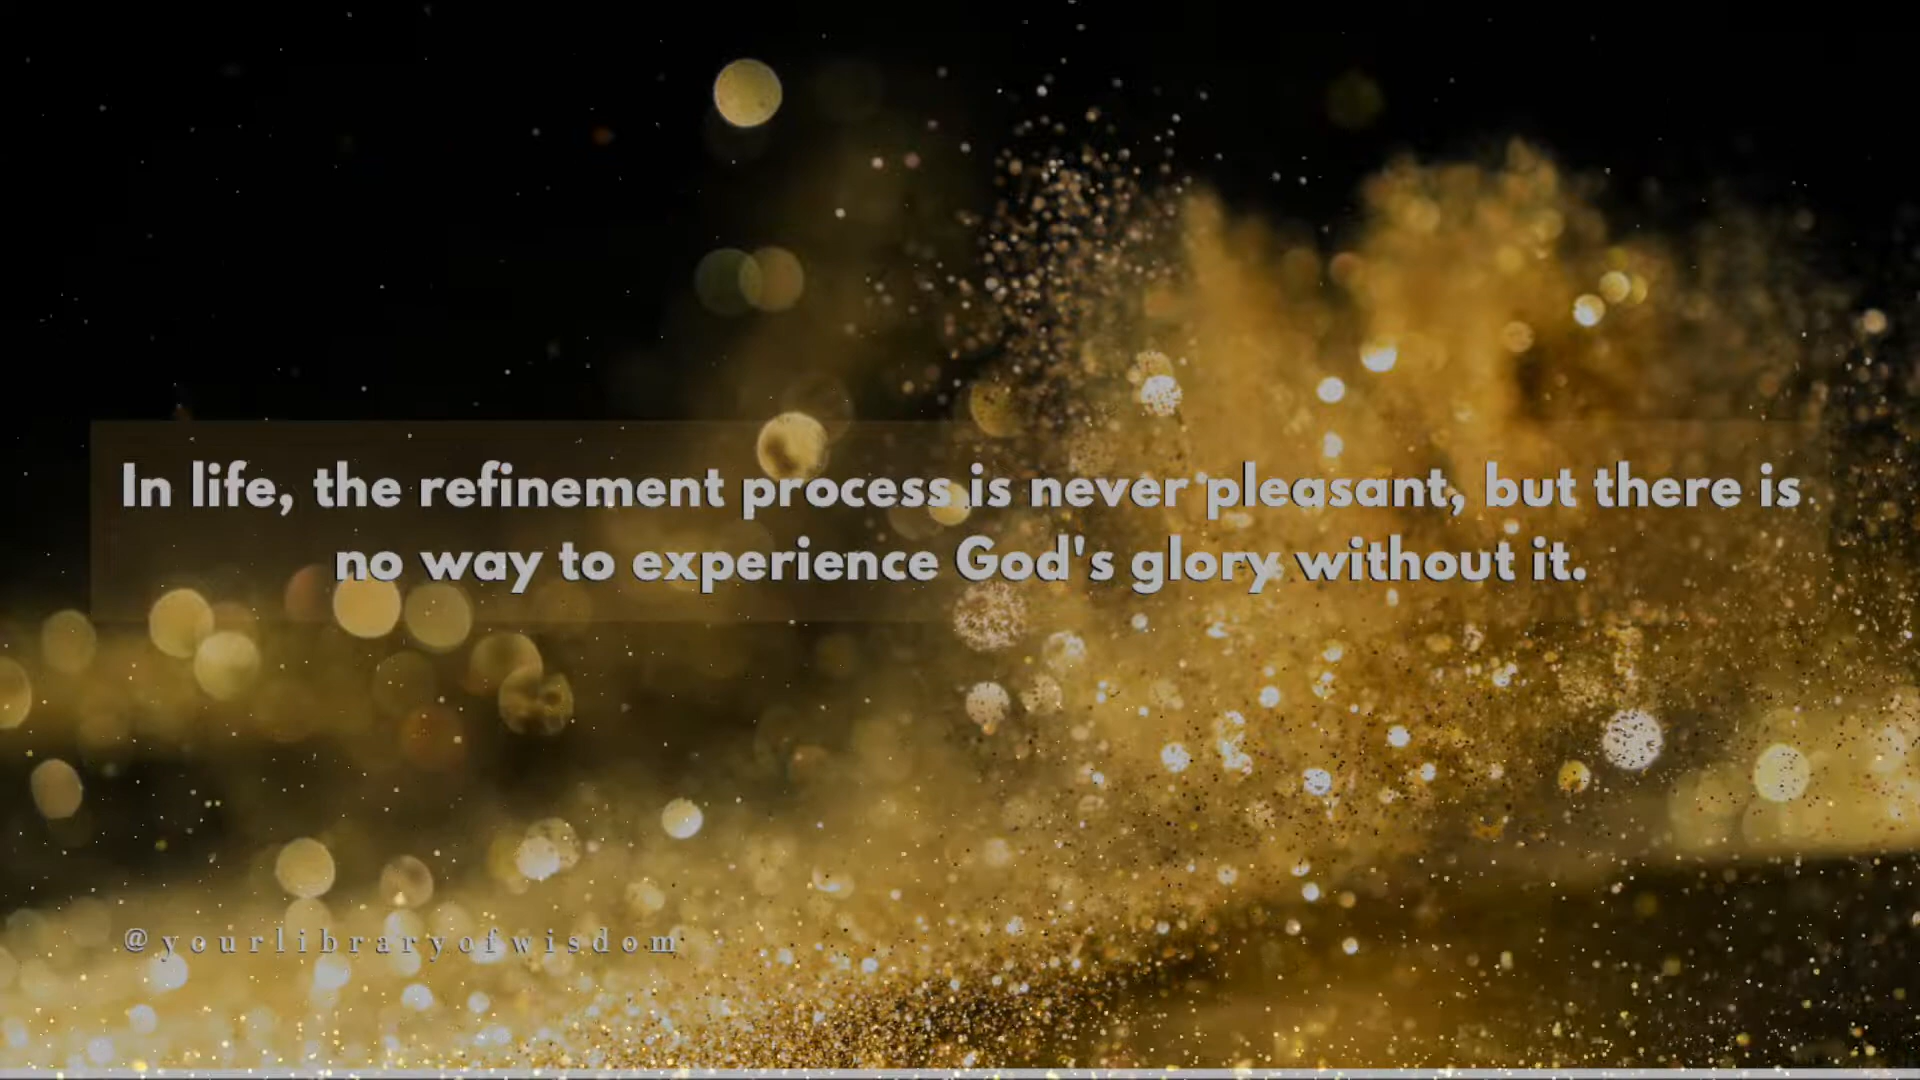 In life, the refinement process is never pleasant, but there is
no way to experience God's glory without it.
@yourlibraryofwisdom